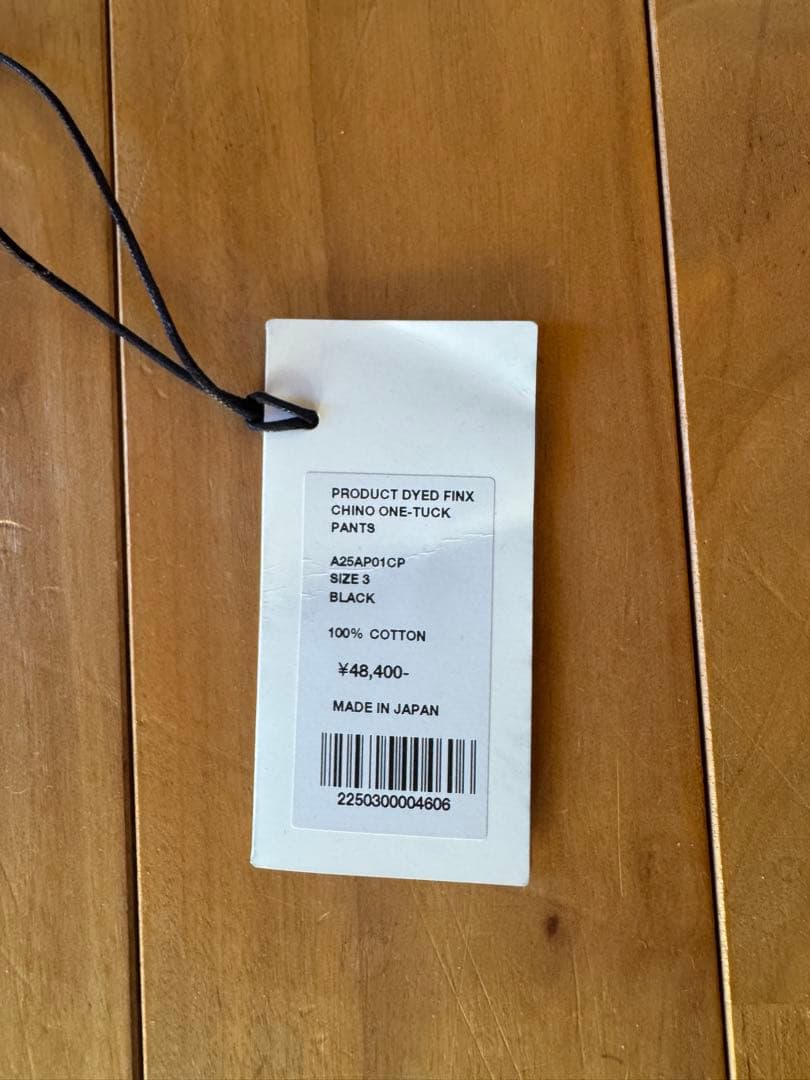 PRODUCT DYED FINX
CHINO ONE-TUCK
PANTS
A25AP01CP
SIZE 3
BLACK
100% COTTON
¥48,400-
MADE IN JAPAN
2250300004606